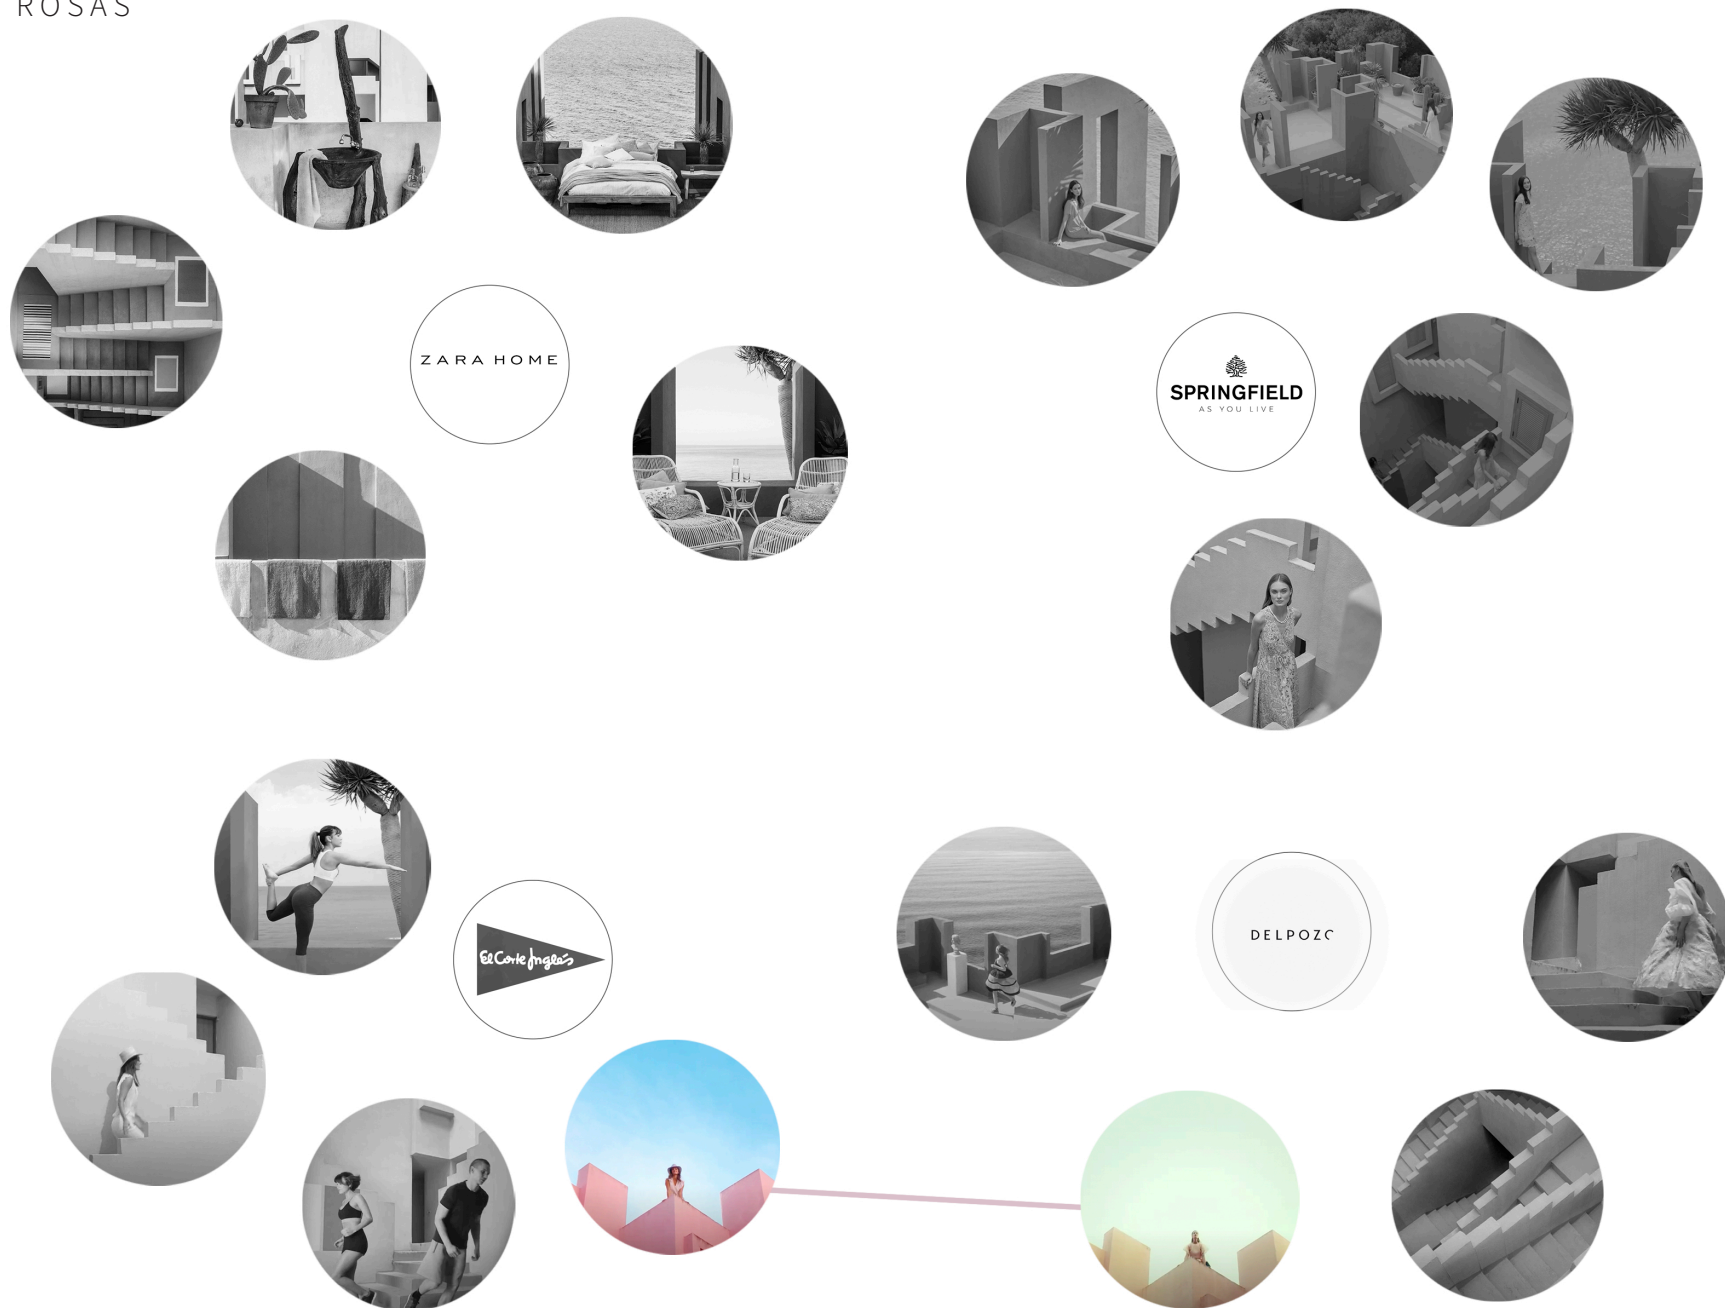 ROSAS
ZARA HOME
SPRINGFIELD
AS YOU LIVE
El Corte Inglés
DELPOZO